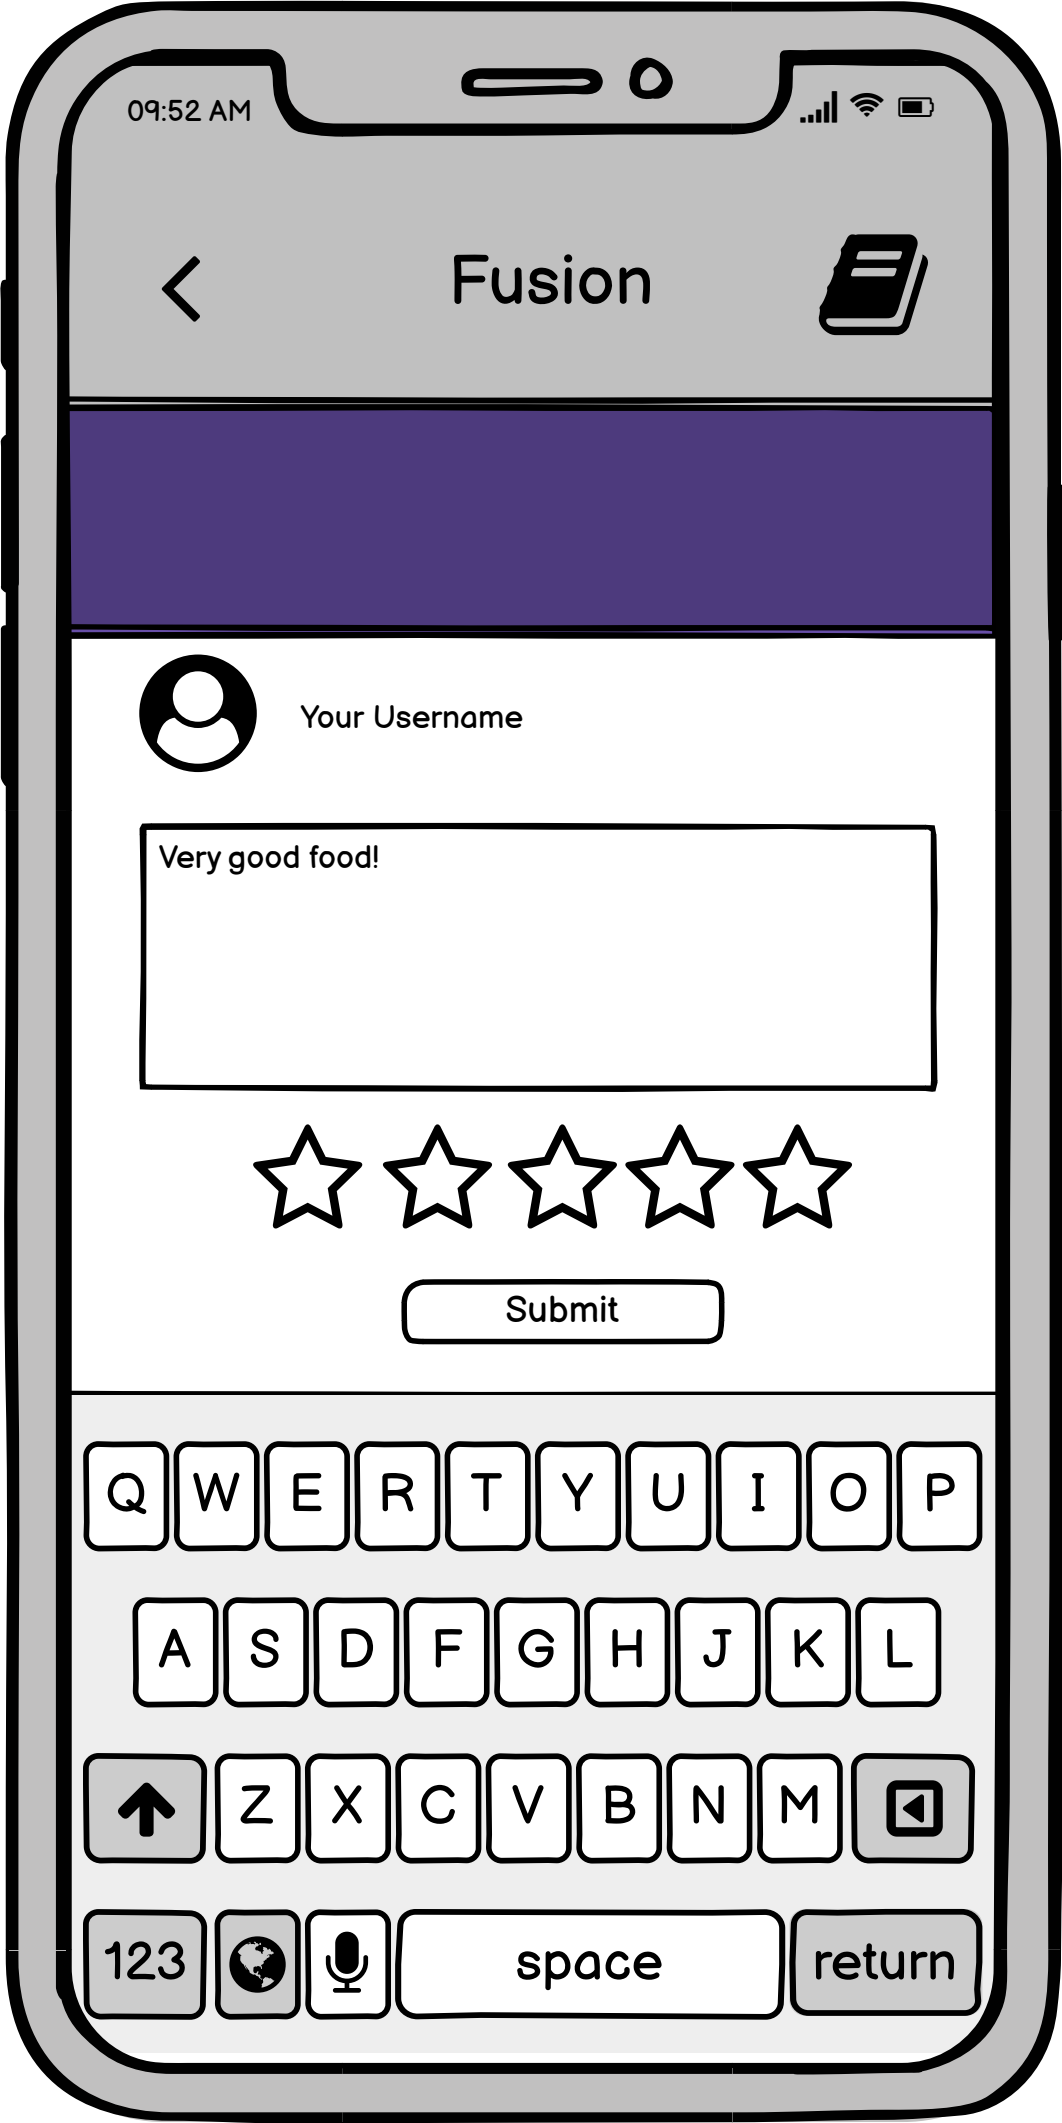 09:52 AM
Fusion
Your Username
Very good food!
Submit
Q W E R T Y U I O P
A S D F G H J K L
Z X C V B N M
123 space return